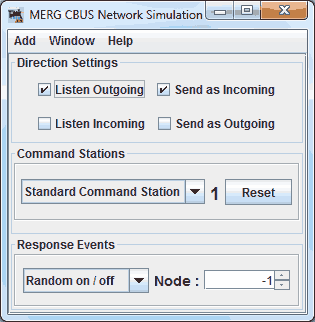 MERG CBUS Network Simulation
Add Window Help
Direction Settings
Listen Outgoing Send as Incoming
Listen Incoming Send as Outgoing
Command Stations
Standard Command Station 1 Reset
Response Events
Random on / off Node : -1